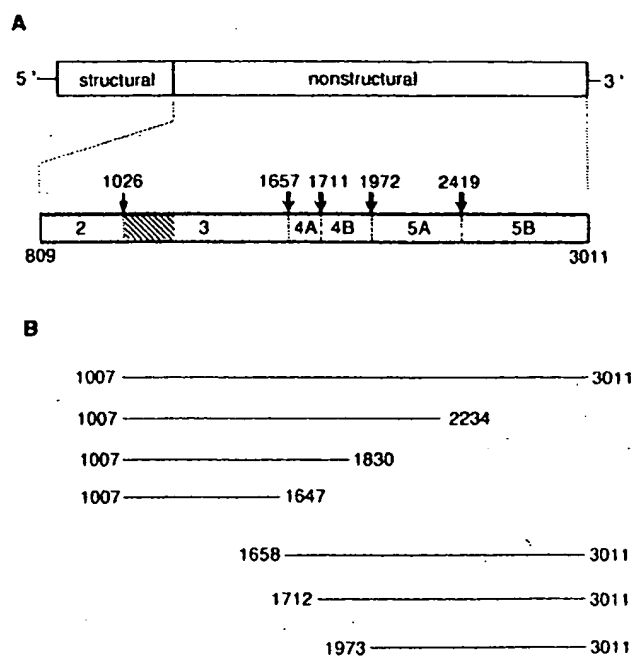 A
5 ' structural nonstructural 3 '
1026 1657 1711 1972 2419
2 3 4A 4B 5A 5B
809 3011
B
1007 3011
1007 2234
1007 1830
1007 1647
1658 3011
1712 3011
1973 3011